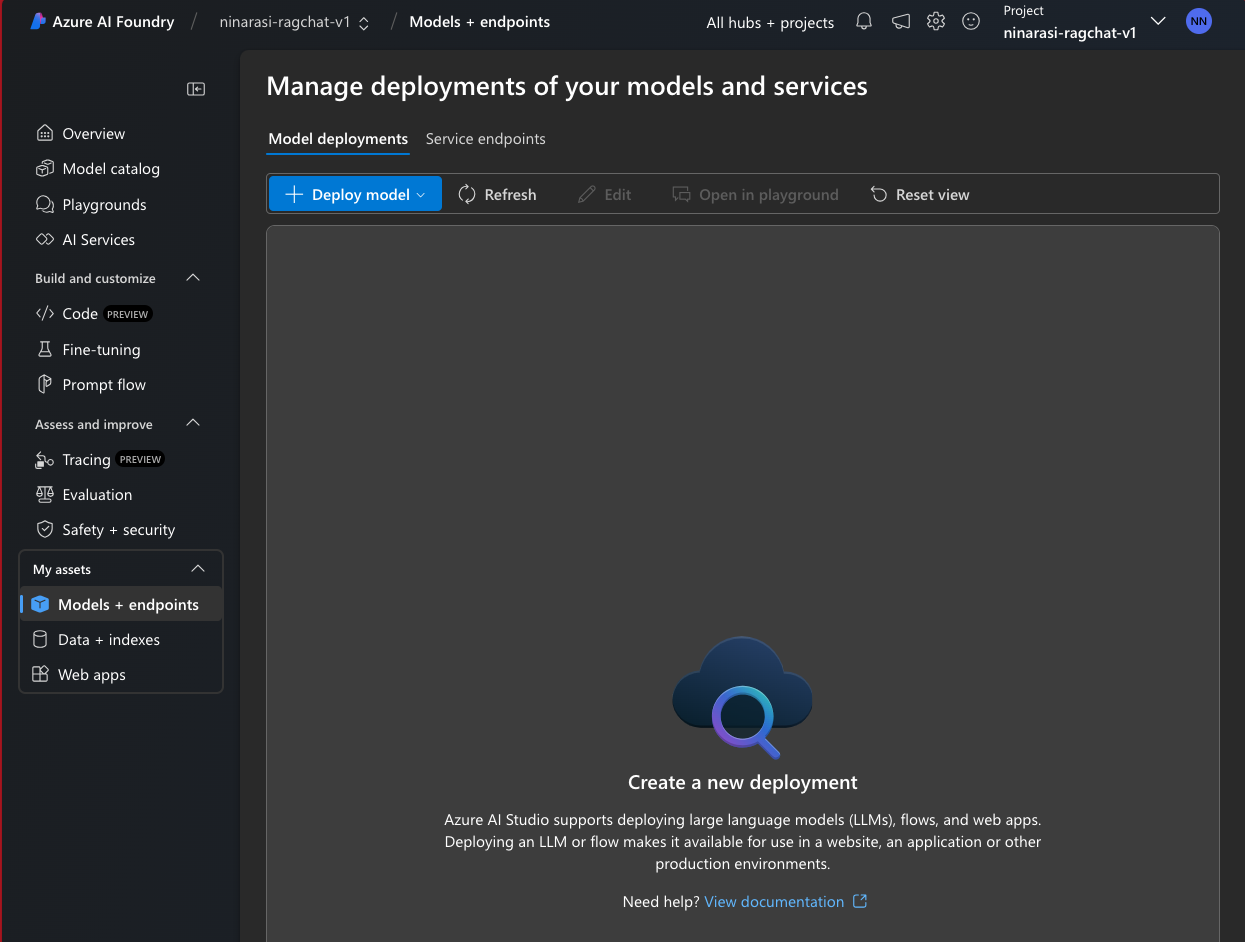 Azure AI Foundry / ninarasi-ragchat-v1 / Models + endpoints
All hubs + projects
Project
ninarasi-ragchat-v1
NN
Overview
Model catalog
Playgrounds
AI Services
Build and customize
Code PREVIEW
Fine-tuning
Prompt flow
Assess and improve
Tracing PREVIEW
Evaluation
Safety + security
My assets
Models + endpoints
Data + indexes
Web apps
Manage deployments of your models and services
Model deployments Service endpoints
Deploy model Refresh Edit Open in playground Reset view
Create a new deployment
Azure AI Studio supports deploying large language models (LLMs), flows, and web apps.
Deploying an LLM or flow makes it available for use in a website, an application or other
production environments.
Need help? View documentation